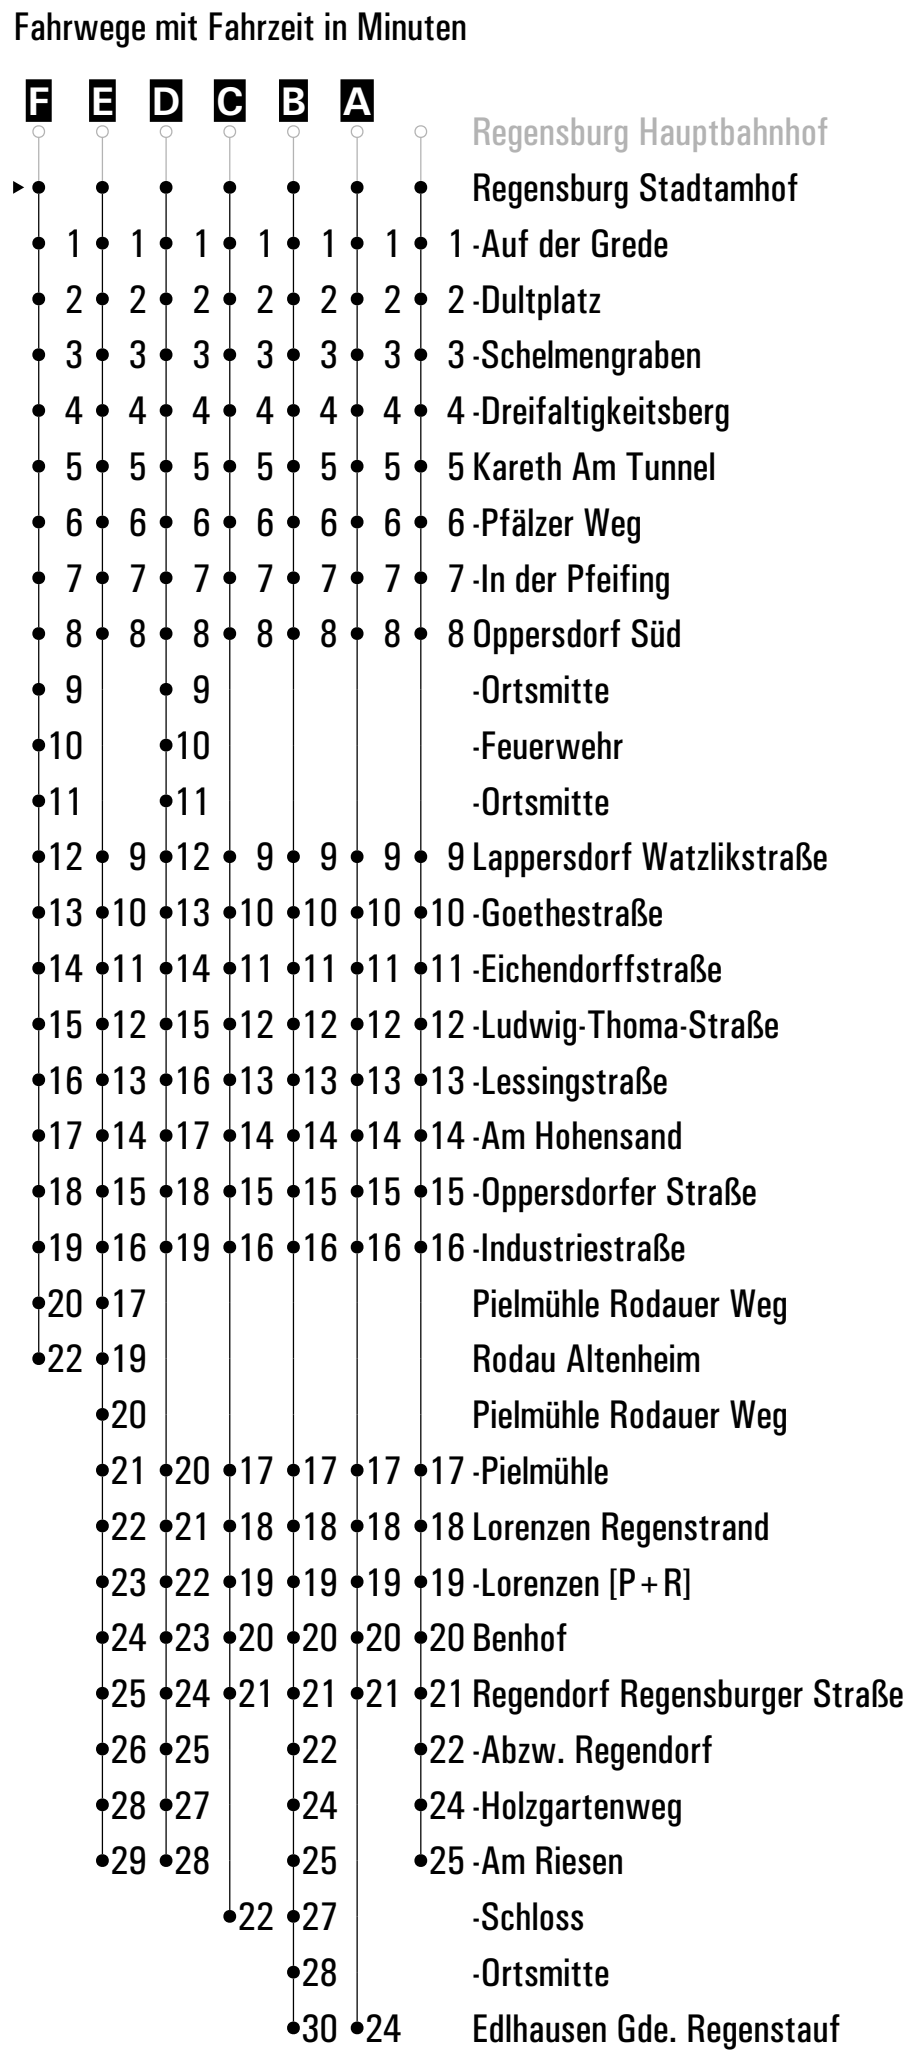 Fahrwege mit Fahrzeit in Minuten
F E D C B A
Regensburg Hauptbahnhof
Regensburg Stadtamhof
1 1 1 1 1 1 1 -Auf der Grede
2 2 2 2 2 2 2 -Dultplatz
3 3 3 3 3 3 3 -Schelmengraben
4 4 4 4 4 4 4 -Dreifaltigkeitsberg
5 5 5 5 5 5 5 Kareth Am Tunnel
6 6 6 6 6 6 6 -Pfälzer Weg
7 7 7 7 7 7 7 -In der Pfeifing
8 8 8 8 8 8 8 Oppersdorf Süd
9 9 -Ortsmitte
10 10 -Feuerwehr
11 11 -Ortsmitte
12 9 12 9 9 9 9 Lappersdorf Watzlikstraße
13 10 13 10 10 10 10 -Goethestraße
14 11 14 11 11 11 11 -Eichendorffstraße
15 12 15 12 12 12 12 -Ludwig-Thoma-Straße
16 13 16 13 13 13 13 -Lessingstraße
17 14 17 14 14 14 14 -Am Hohensand
18 15 18 15 15 15 15 -Oppersdorfer Straße
19 16 19 16 16 16 16 -Industriestraße
20 17 Pielmühle Rodauer Weg
22 19 Rodau Altenheim
20 Pielmühle Rodauer Weg
21 20 17 17 17 17 -Pielmühle
22 21 18 18 18 18 Lorenzen Regenstrand
23 22 19 19 19 19 -Lorenzen [P+R]
24 23 20 20 20 20 Benhof
25 24 21 21 21 21 Regendorf Regensburger Straße
26 25 22 22 -Abzw. Regendorf
28 27 24 24 -Holzgartenweg
29 28 25 25 -Am Riesen
22 27 -Schloss
28 -Ortsmitte
30 24 Edlhausen Gde. Regenstauf